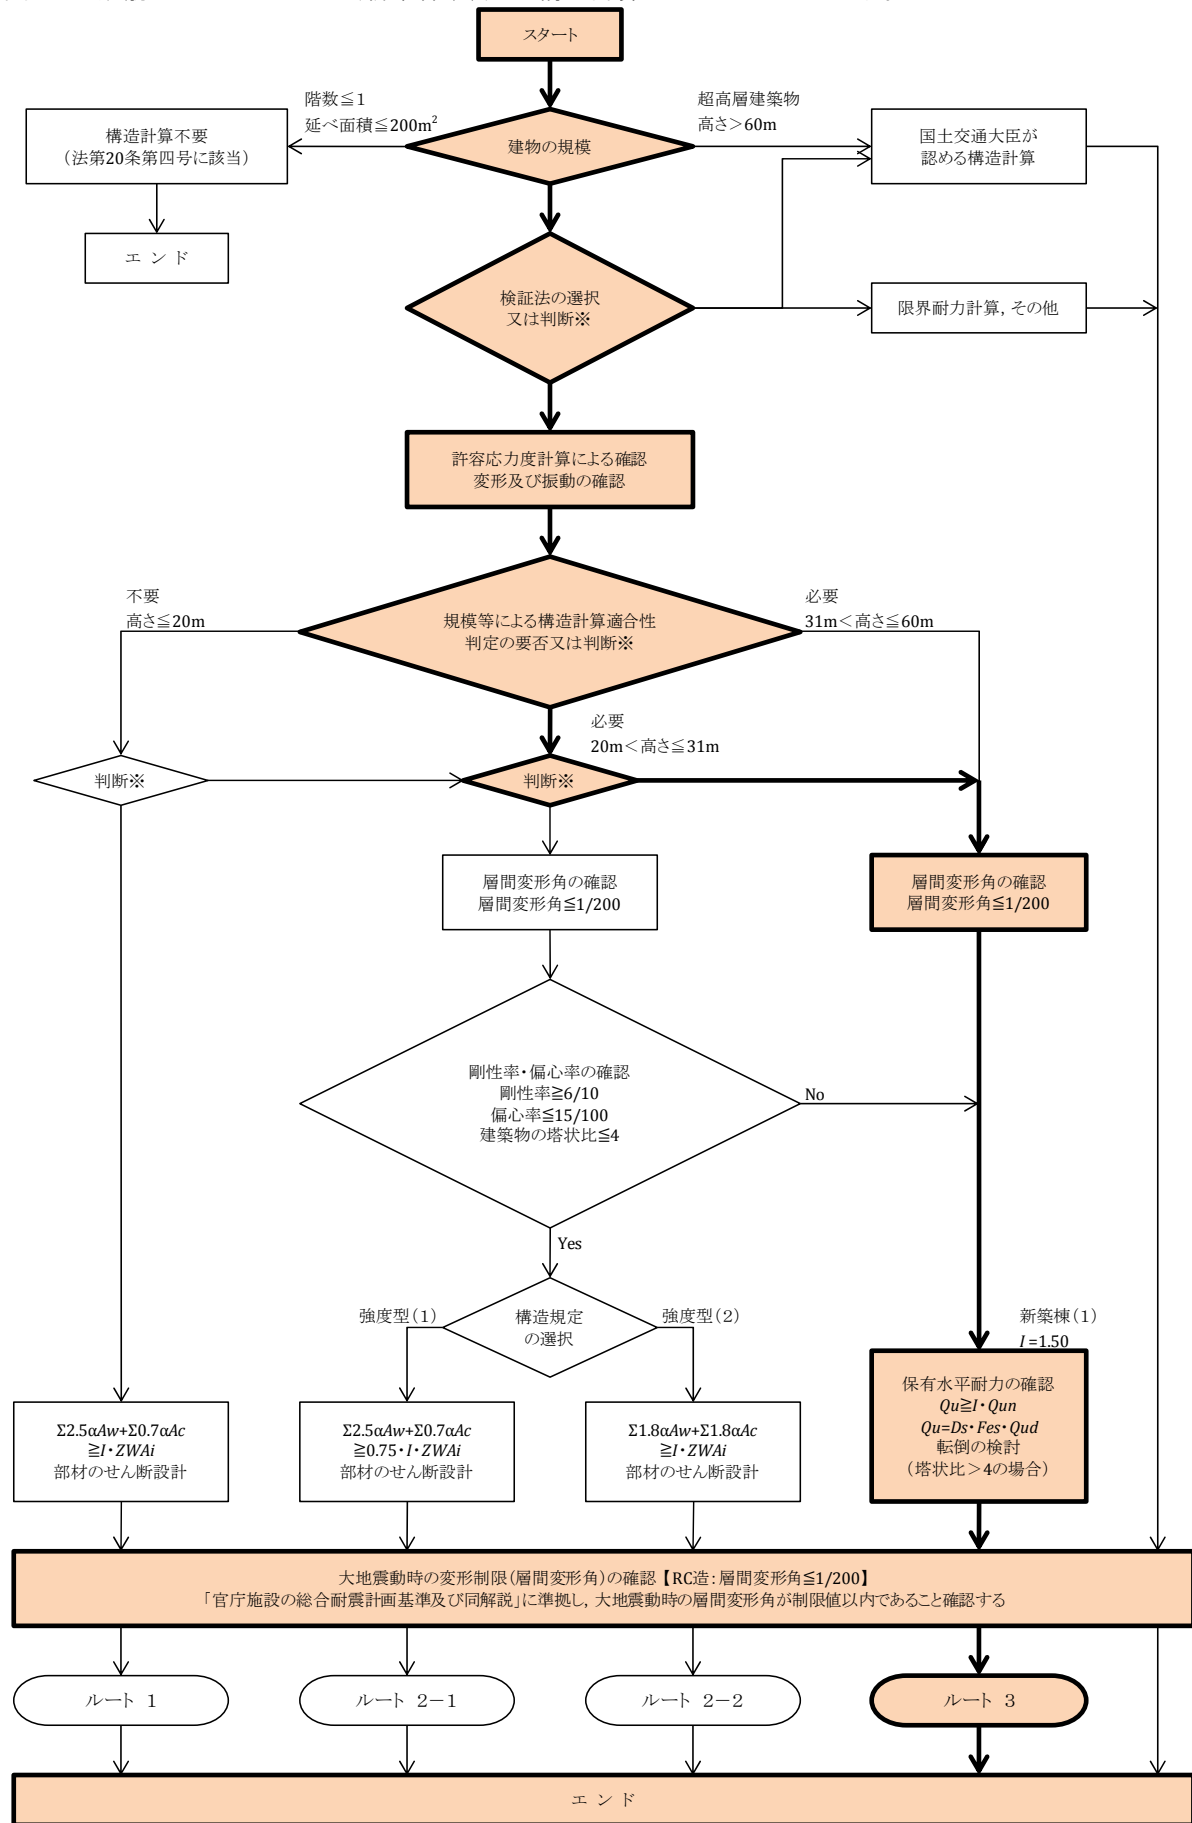 スタート
階数≦1
延べ面積≦200m²
超高層建築物
高さ>60m
建物の規模
構造計算不要
(法第20条第四号に該当)
国土交通大臣が
認める構造計算
エ ン ド
検証法の選択
又は判断※
限界耐力計算,その他
許容応力度計算による確認
変形及び振動の確認
不要
高さ≦20m
規模等による構造計算適合性
判定の要否又は判断※
必要
31m<高さ≦60m
必要
20m<高さ≦31m
判断※
判断※
層間変形角の確認
層間変形角≦1/200
層間変形角の確認
層間変形角≦1/200
剛性率・偏心率の確認
剛性率≧6/10
偏心率≦15/100
建築物の塔状比≦4
No
Yes
強度型(1)
構造規定
の選択
強度型(2)
新築棟(1)
I=1.50
Σ2.5αAw+Σ0.7αAc
≧I・ZWAi
部材のせん断設計
Σ2.5αAw+Σ0.7αAc
≧0.75・I・ZWAi
部材のせん断設計
Σ1.8αAw+Σ1.8αAc
≧I・ZWAi
部材のせん断設計
保有水平耐力の確認
Qu≧I・Qun
Qu=Ds・Fes・Qud
転倒の検討
(塔状比>4の場合)
大地震動時の変形制限(層間変形角)の確認【RC造:層間変形角≦1/200】
「官庁施設の総合耐震計画基準及び同解説」に準拠し,大地震動時の層間変形角が制限値以内であること確認する
ルート 1
ルート 2-1
ルート 2-2
ルート 3
エ ン ド